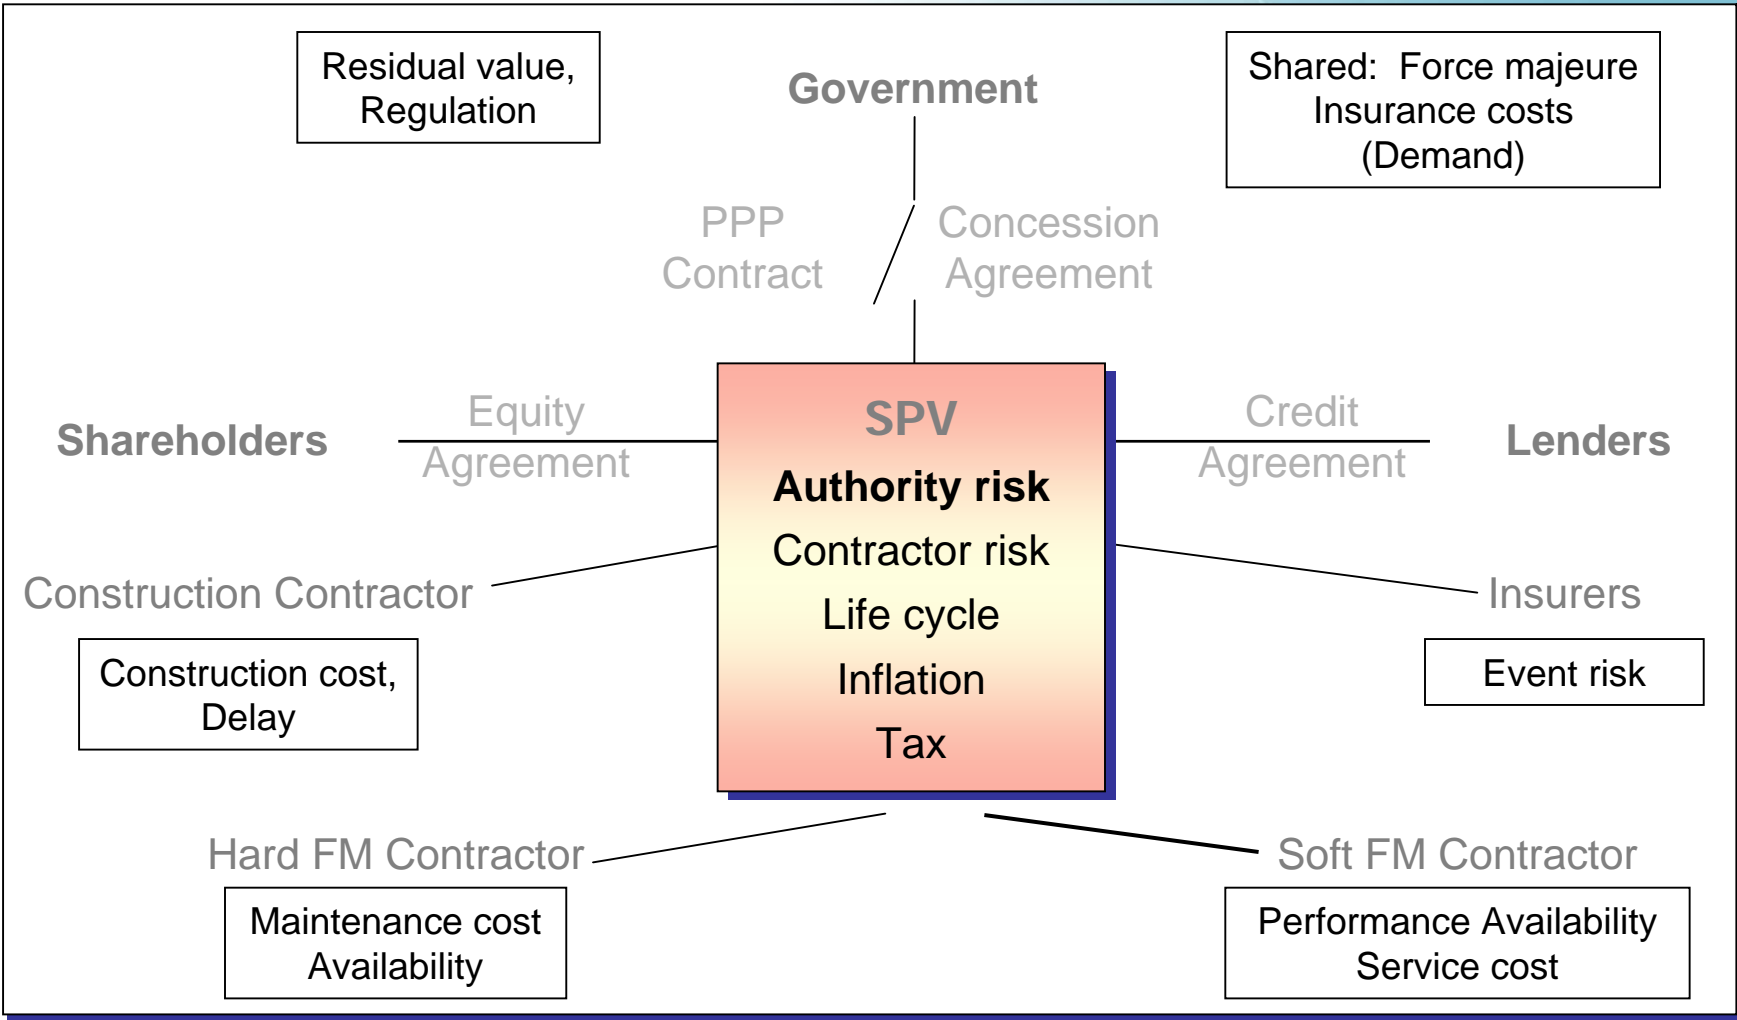 Residual value,
Regulation
Government
Shared:  Force majeure
Insurance costs
(Demand)
PPP
Contract
Concession
Agreement
Shareholders
Equity
Agreement
SPV
Authority risk
Contractor risk
Life cycle
Inflation
Tax
Credit
Agreement
Lenders
Construction Contractor
Construction cost,
Delay
Insurers
Event risk
Hard FM Contractor
Maintenance cost
Availability
Soft FM Contractor
Performance Availability
Service cost